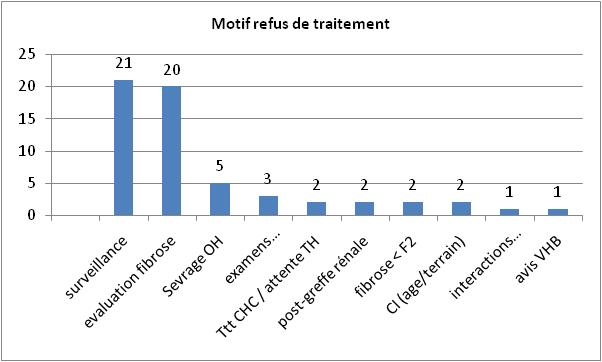 Motif refus de traitement
25
20
15
10
5
0
21
20
5
3
2
2
2
2
1
1
surveillance
evaluation fibrose
Sevrage OH
examens...
Ttt CHC / attente TH
post-greffe rénale
fibrose < F2
CI (age/terrain)
interactions...
avis VHB